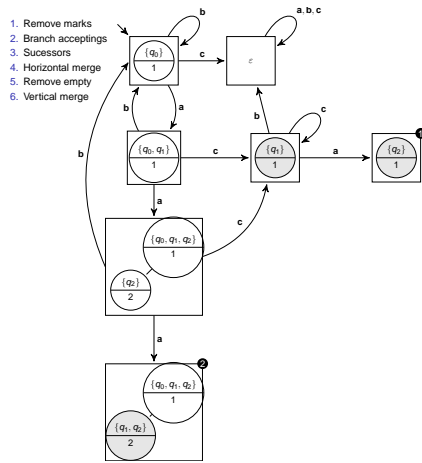 1. Remove marks
2. Branch acceptings
3. Sucessors
4. Horizontal merge
5. Remove empty
6. Vertical merge
b
a, b, c
{q₀}
1
c
ε
b
a
b
c
b
{q₀, q₁}
1
c
{q₁}
1
a
{q₂}
1
1
b
a
{q₀, q₁, q₂}
1
c
{q₂}
2
a
2
{q₀, q₁, q₂}
1
{q₁, q₂}
2